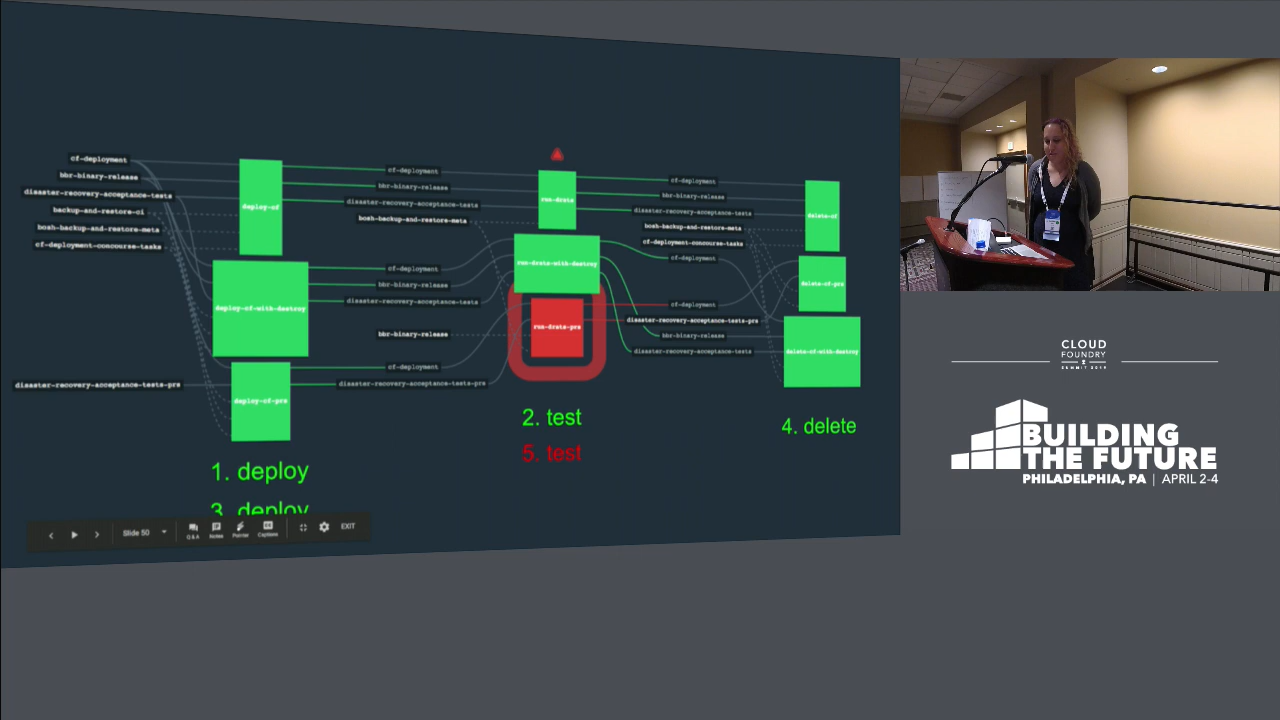 cf-deployment
bbr-binary-release
disaster-recovery-acceptance-tests
backup-and-restore-ci
bosh-backup-and-restore-meta
cf-deployment-concourse-tasks
disaster-recovery-acceptance-tests-prs
deploy-cf
deploy-cf-with-destroy
deploy-cf-prs
1. deploy
3. deploy
cf-deployment
bbr-binary-release
disaster-recovery-acceptance-tests
bosh-backup-and-restore-meta
cf-deployment
bbr-binary-release
disaster-recovery-acceptance-tests
bbr-binary-release
cf-deployment
disaster-recovery-acceptance-tests-prs
run-drats
run-drats-with-destroy
run-drats-prs
2. test
5. test
cf-deployment
bbr-binary-release
disaster-recovery-acceptance-tests
bosh-backup-and-restore-meta
cf-deployment-concourse-tasks
cf-deployment
cf-deployment
disaster-recovery-acceptance-tests-prs
bbr-binary-release
disaster-recovery-acceptance-tests
delete-cf
delete-cf-prs
delete-cf-with-destroy
4. delete
Slide 50
Q & A
Notes
Pointer
Captions
EXIT
CLOUD
FOUNDRY
SUMMIT 2019
BUILDING
THE FUTURE
PHILADELPHIA, PA | APRIL 2-4